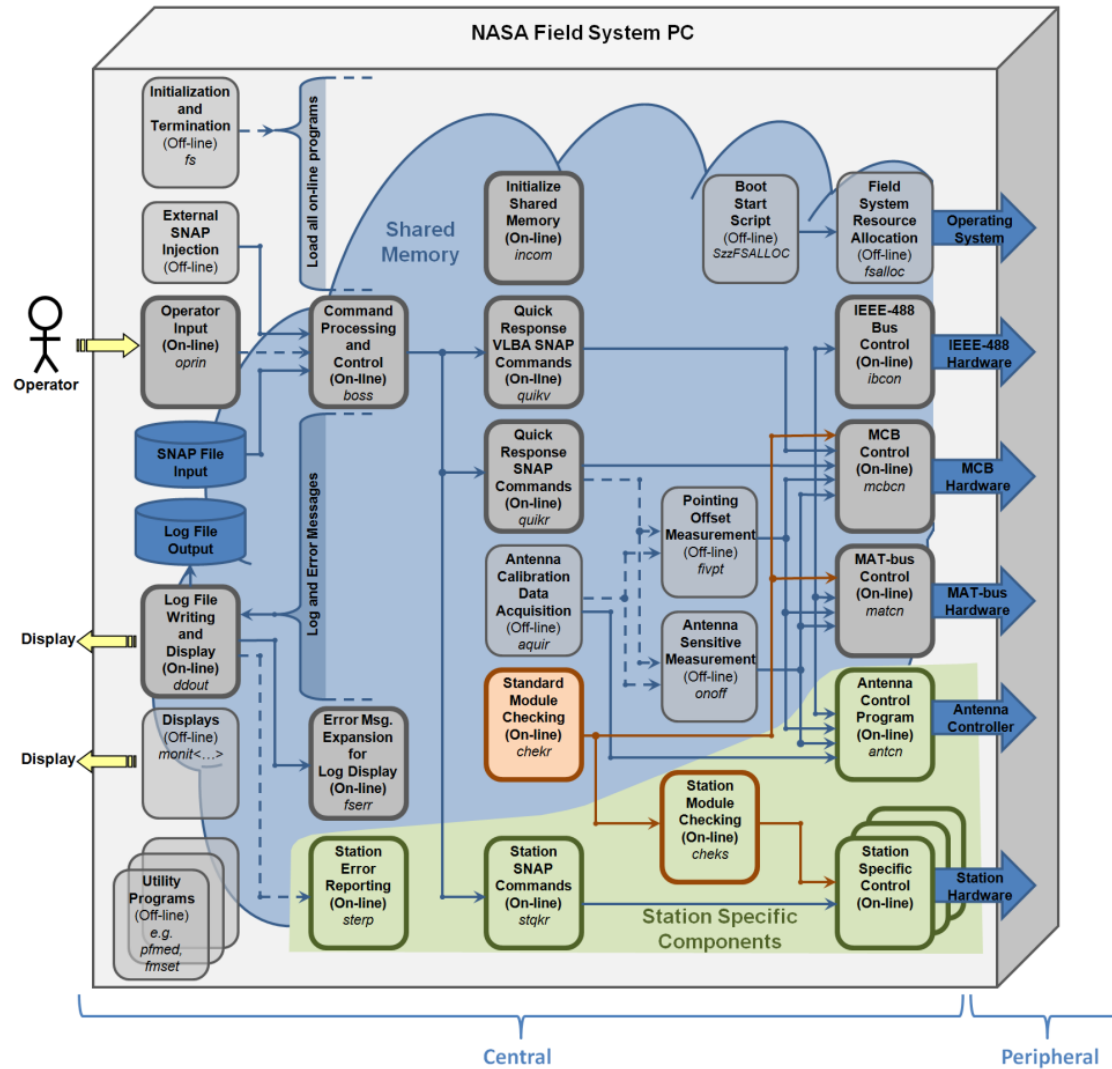 NASA Field System PC
Initialization
and
Termination
(Off-line)
fs
Load all on-line programs
External
SNAP
Injection
(Off-line)
Shared
Memory
Initialize
Shared
Memory
(On-line)
incom
Boot
Start
Script
(Off-line)
SzzFSALLOC
Field
System
Resource
Allocation
(Off-line)
fsalloc
Operating
System
Operator
Operator
Input
(On-line)
oprin
Command
Processing
and
Control
(On-line)
boss
Quick
Response
VLBA SNAP
Commands
(On-line)
quikv
IEEE-488
Bus
Control
(On-line)
ibcon
IEEE-488
Hardware
SNAP File
Input
Log File
Output
Log and Error Messages
Quick
Response
SNAP
Commands
(On-line)
quikr
Pointing
Offset
Measurement
(Off-line)
fivpt
MCB
Control
(On-line)
mcbcn
MCB
Hardware
Display
Log File
Writing
and
Display
(On-line)
ddout
Antenna
Calibration
Data
Acquisition
(Off-line)
aquir
Antenna
Sensitive
Measurement
(Off-line)
onoff
MAT-bus
Control
(On-line)
matcn
MAT-bus
Hardware
Display
Displays
(Off-line)
monit<...>
Error Msg.
Expansion
for
Log Display
(On-line)
fserr
Standard
Module
Checking
(On-line)
chekr
Antenna
Control
Program
(On-line)
antcn
Antenna
Controller
Station
Module
Checking
(On-line)
cheks
Utility
Programs
(Off-line)
e.g.
pfmed,
fmset
Station
Error
Reporting
(On-line)
sterp
Station
SNAP
Commands
(On-line)
stqkr
Station
Specific
Control
(On-line)
Station
Hardware
Station Specific
Components
Central
Peripheral